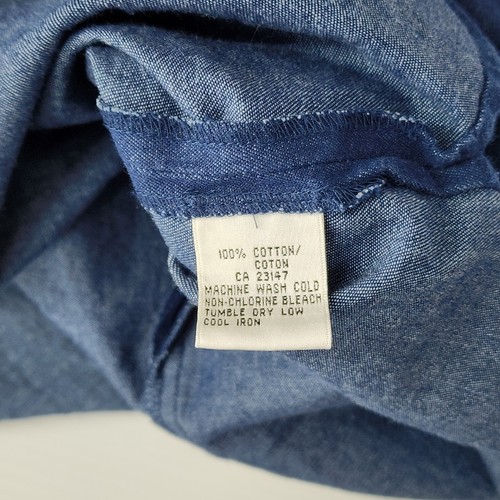 100% COTTON/
COTON
CA 23147
MACHINE WASH COLD
NON-CHLORINE BLEACH
TUMBLE DRY LOW
COOL IRON